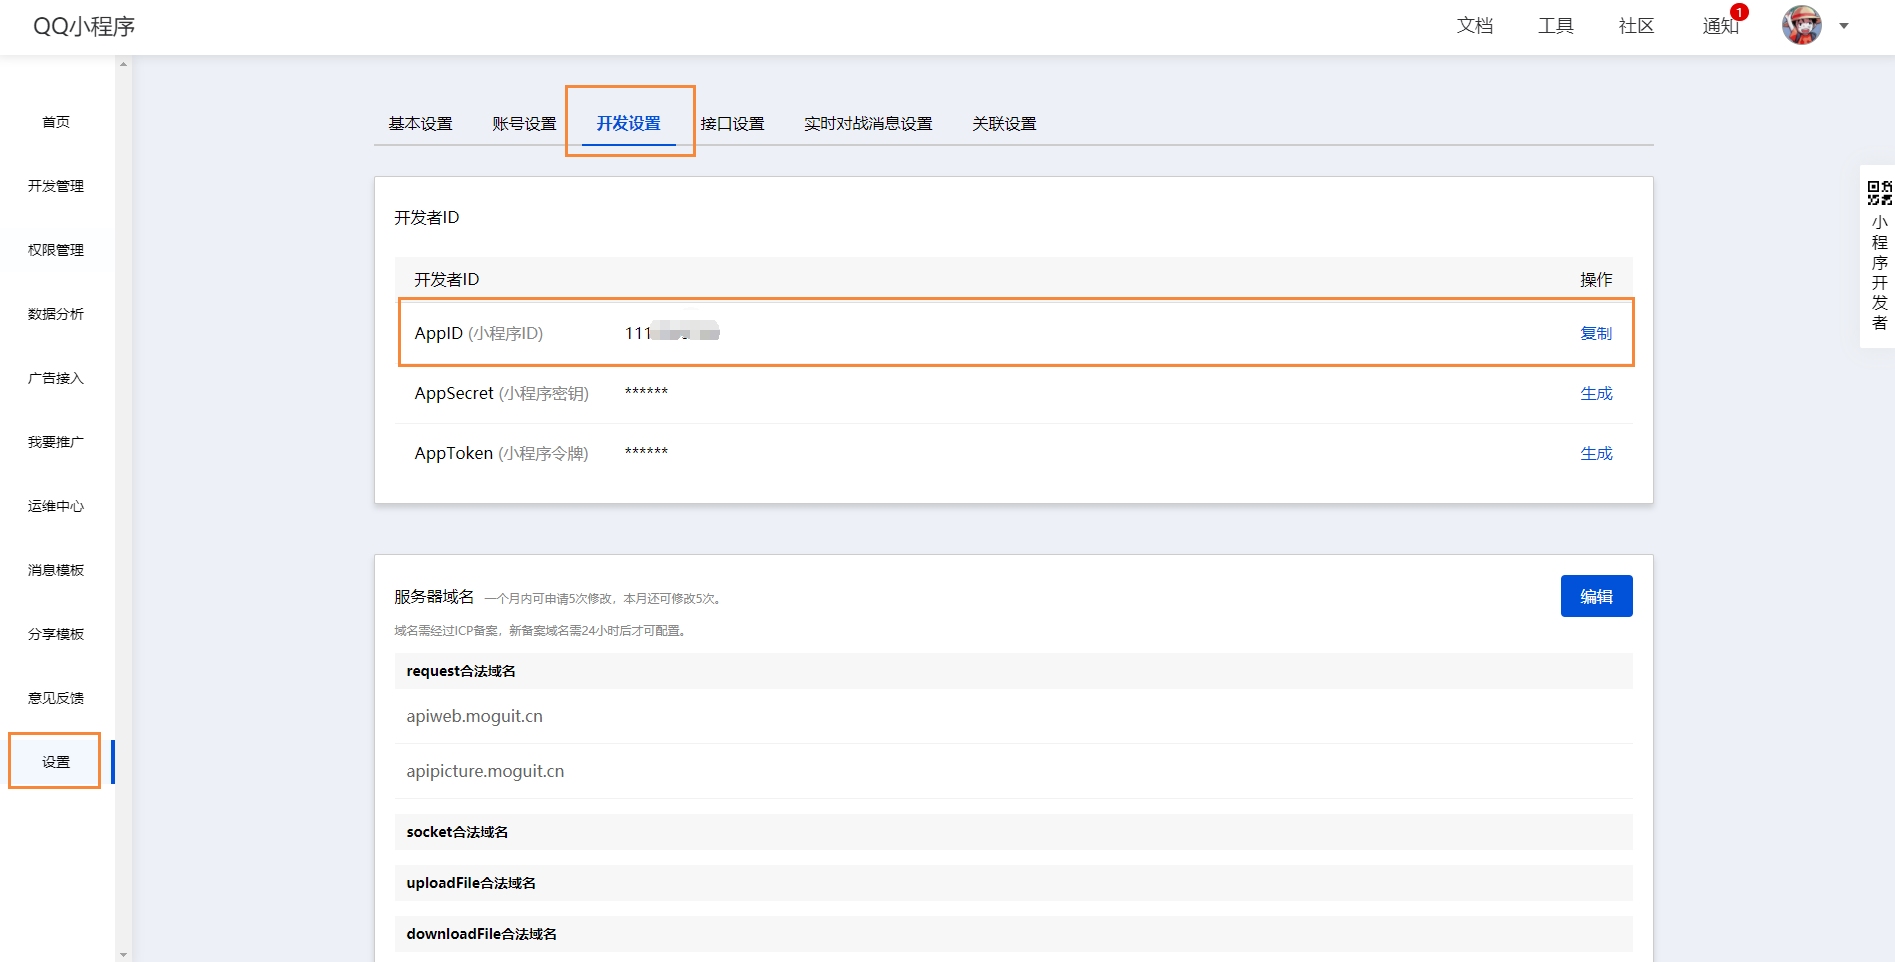 QQ小程序
文档 工具 社区 通知 1
首页
开发管理
权限管理
数据分析
广告接入
我要推广
运维中心
消息模板
分享模板
意见反馈
设置
基本设置 账号设置 开发设置 接口设置 实时对战消息设置 关联设置
开发者ID
开发者ID 操作
AppID (小程序ID) 111 复制
AppSecret (小程序密钥) ****** 生成
AppToken (小程序令牌) ****** 生成
服务器域名 一个月内可申请5次修改，本月还可修改5次。 编辑
域名需经过ICP备案，新备案域名需24小时后才可配置。
request合法域名
apiweb.moguit.cn
apipicture.moguit.cn
socket合法域名
uploadFile合法域名
downloadFile合法域名
小
程
序
开
发
者